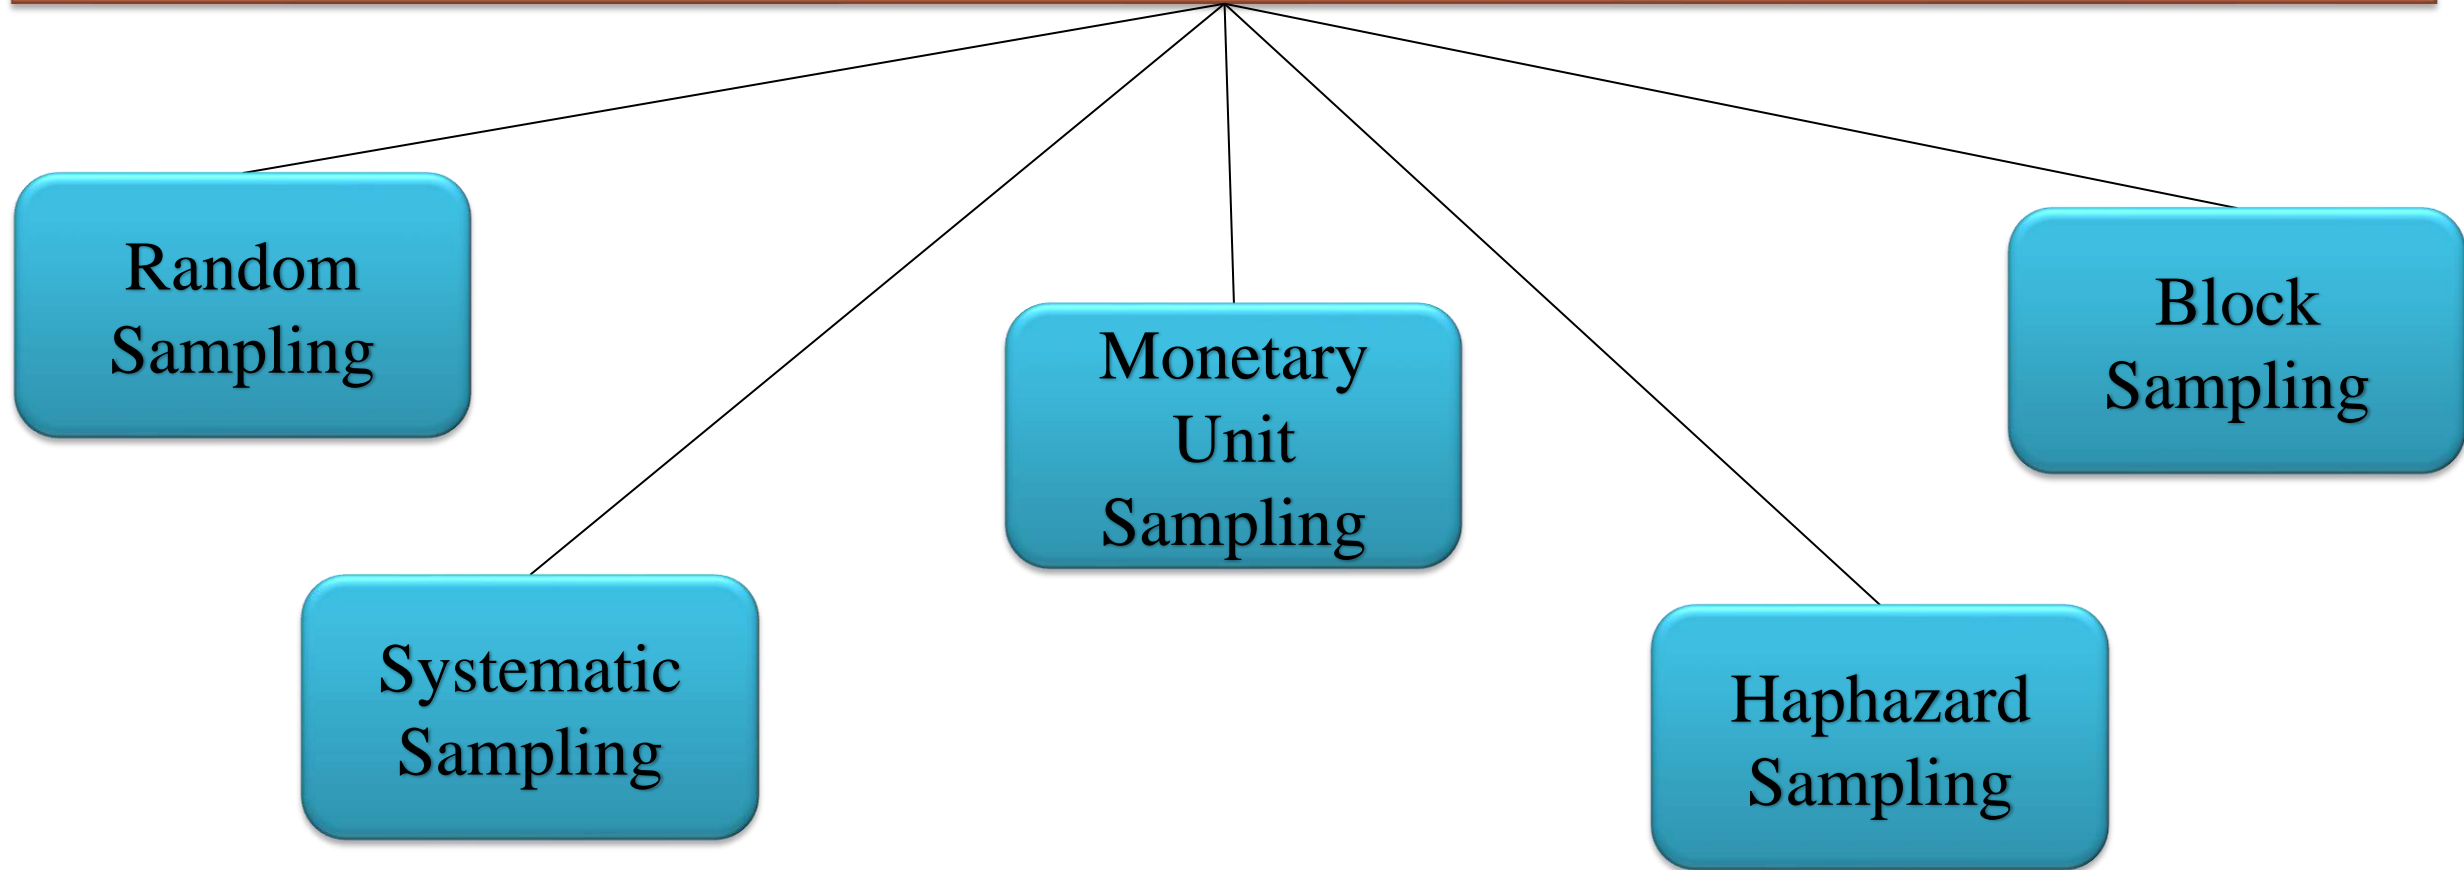 Random
Sampling
Systematic
Sampling
Monetary
Unit
Sampling
Haphazard
Sampling
Block
Sampling